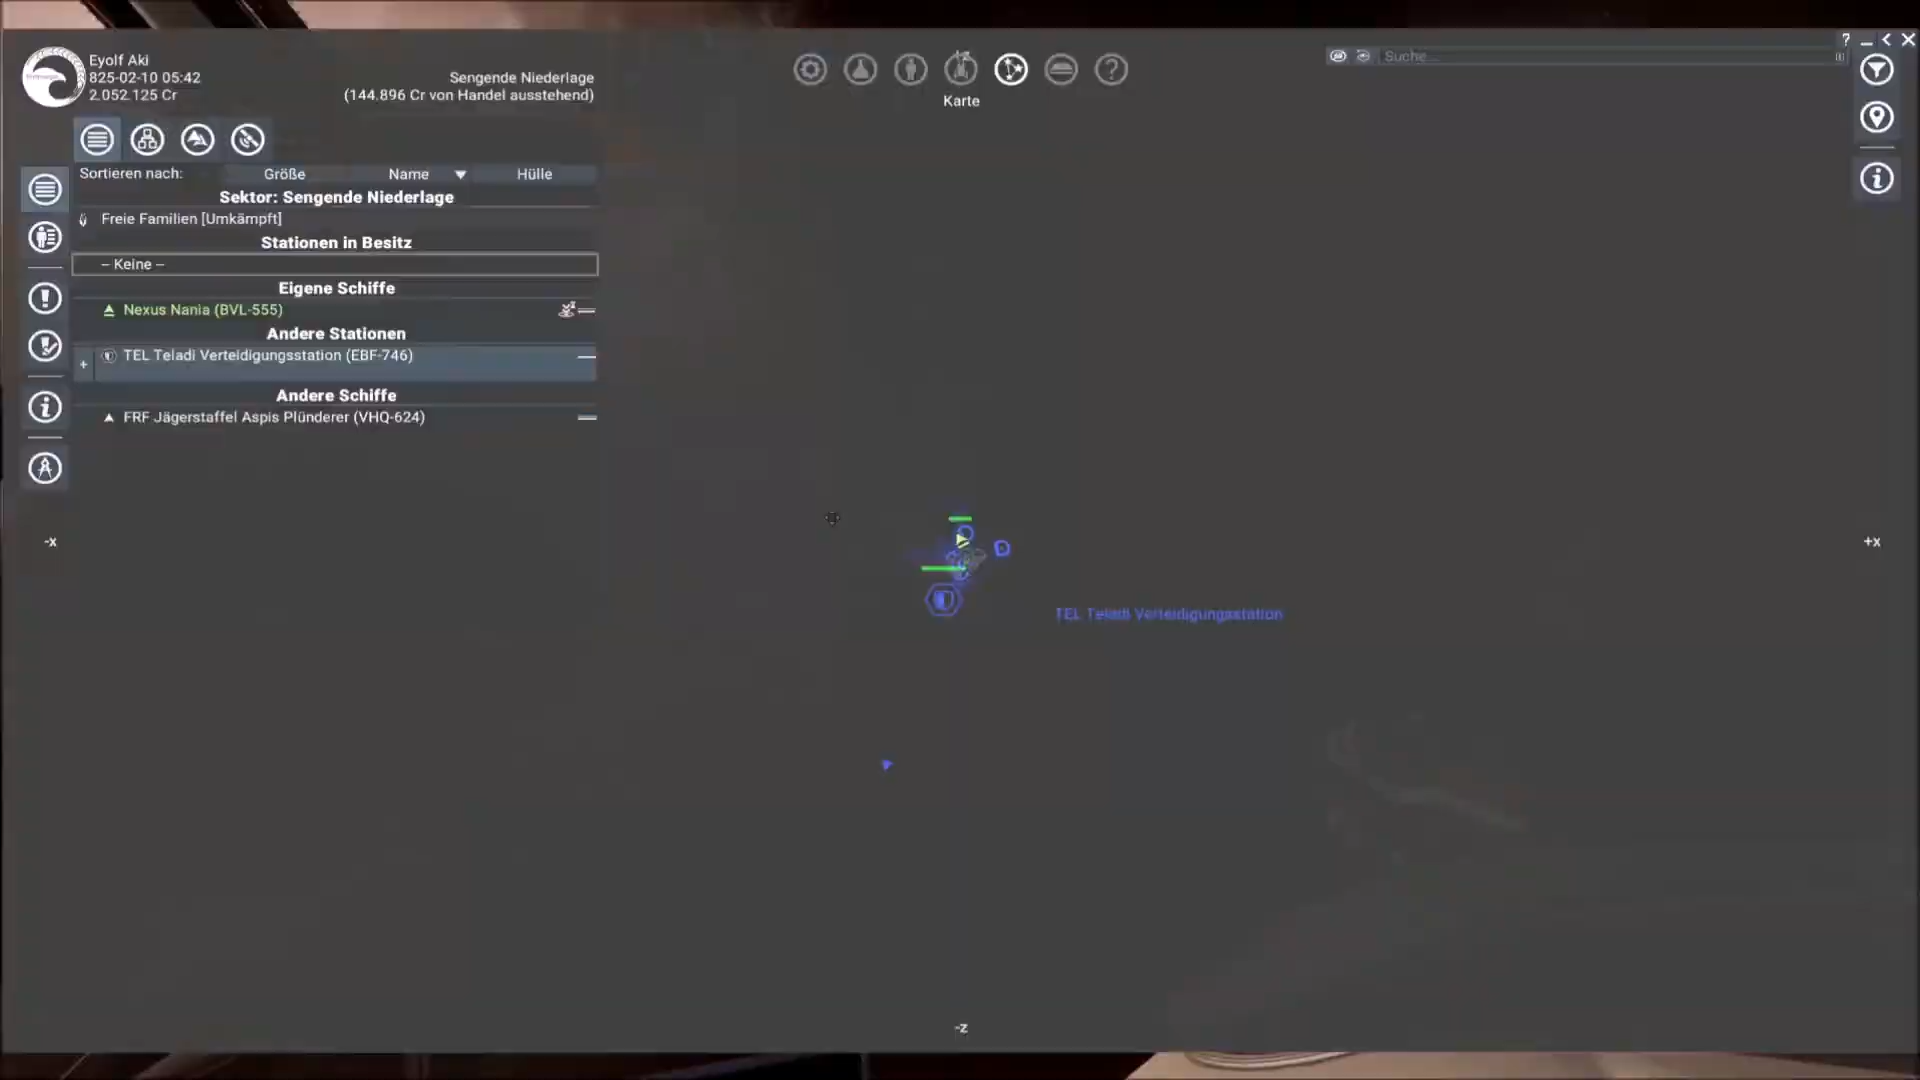 Eyolf Aki
825-02-10 05:42
2.052.125 Cr
Sengende Niederlage
(144.896 Cr von Handel ausstehend)
Karte
?
Suche...
Sortieren nach:
Größe
Name
Hülle
Sektor: Sengende Niederlage
Freie Familien [Umkämpft]
Stationen in Besitz
– Keine –
Eigene Schiffe
Nexus Nania (BVL-555)
Andere Stationen
+ TEL Teladi Verteidigungsstation (EBF-746)
Andere Schiffe
FRF Jägerstaffel Aspis Plünderer (VHQ-624)
-x
+x
TEL Teladi Verteidigungsstation
-z